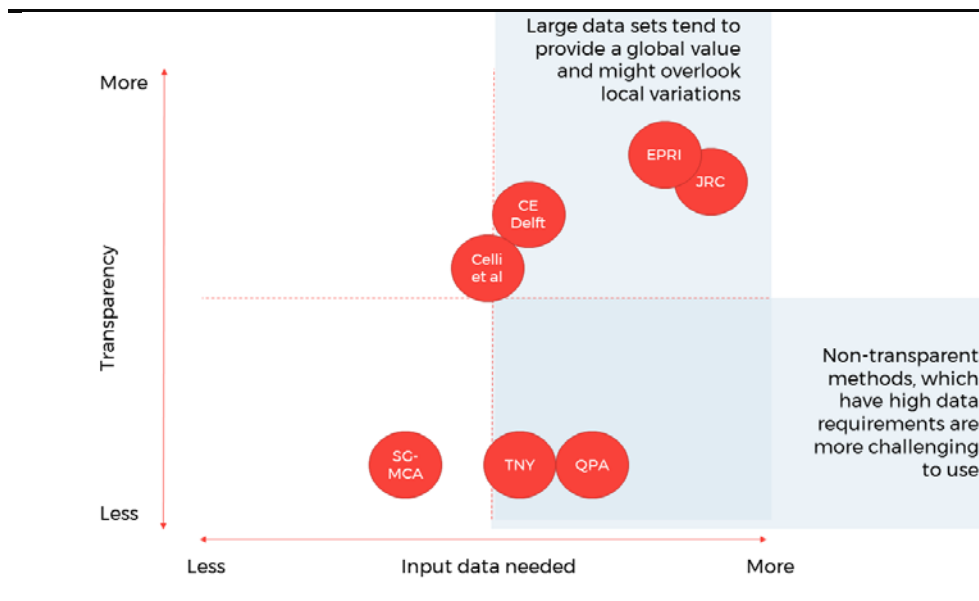 Large data sets tend to
provide a global value
and might overlook
local variations
More
EPRI
JRC
CE
Delft
Celli
et al
Transparency
Non-transparent
methods, which
have high data
requirements are
more challenging
to use
SG-
MCA
TNY
QPA
Less
Less
Input data needed
More